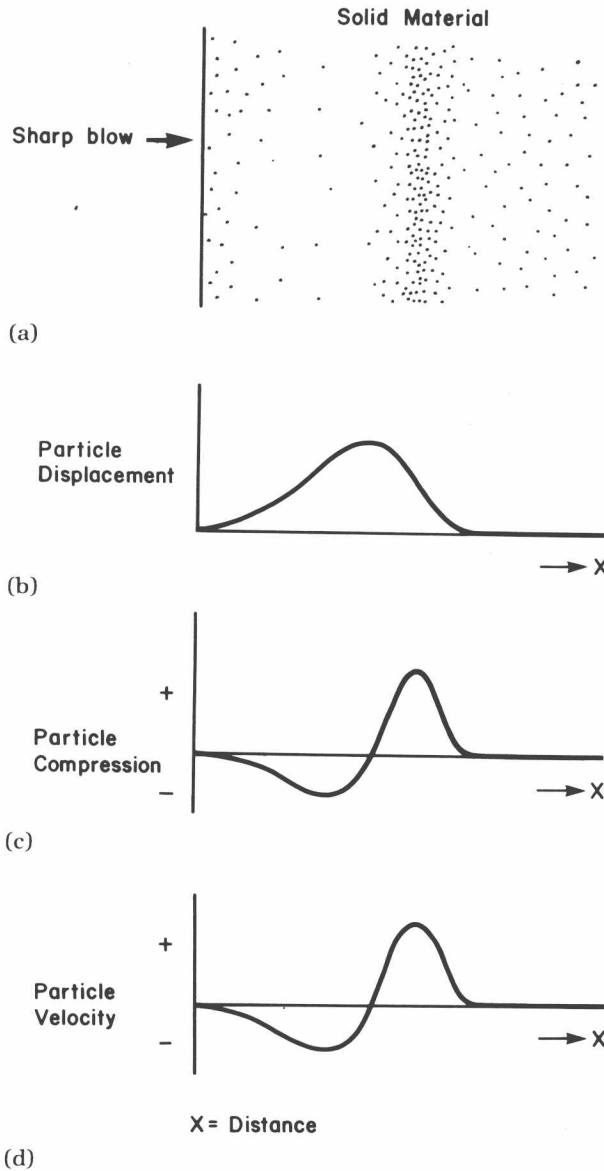 Solid Material
Sharp blow
(a)
Particle
Displacement
X
(b)
+
Particle
Compression
−
X
(c)
+
Particle
Velocity
−
X
X = Distance
(d)